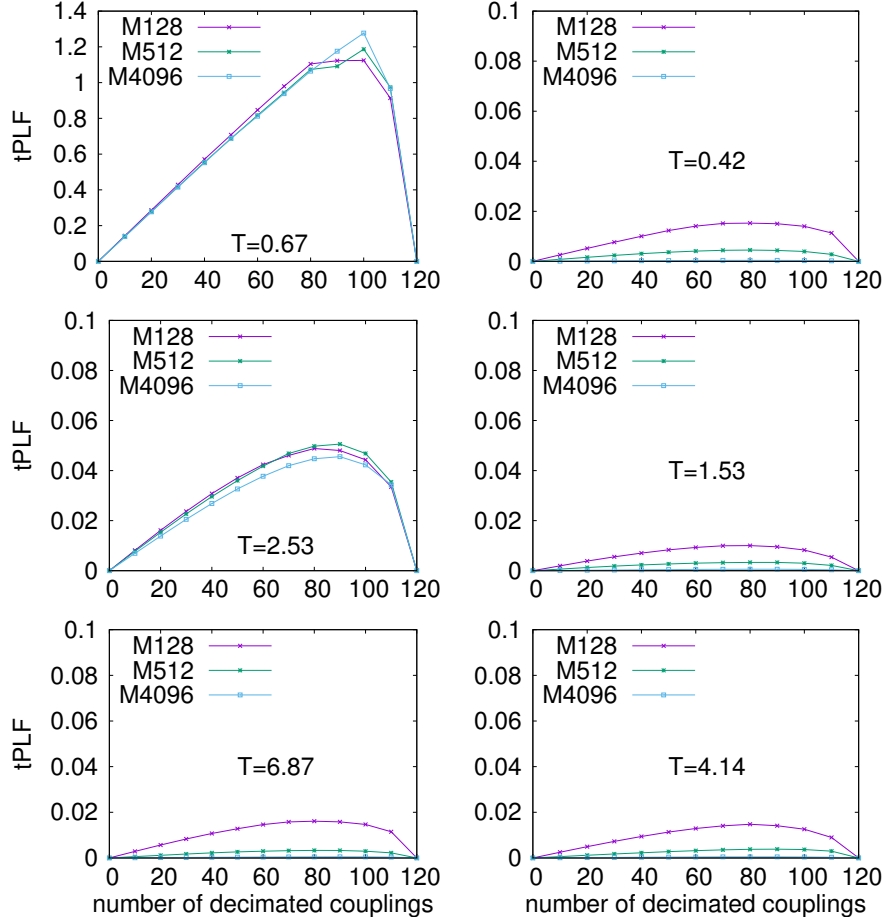 tPLF
1.4
1.2
1
0.8
0.6
0.4
0.2
0
M128
M512
M4096
T=0.67
0 20 40 60 80 100 120
0.1
0.08
0.06
0.04
0.02
0
M128
M512
M4096
T=0.42
0 20 40 60 80 100 120
tPLF
0.1
0.08
0.06
0.04
0.02
0
M128
M512
M4096
T=2.53
0 20 40 60 80 100 120
0.1
0.08
0.06
0.04
0.02
0
M128
M512
M4096
T=1.53
0 20 40 60 80 100 120
tPLF
0.1
0.08
0.06
0.04
0.02
0
M128
M512
M4096
T=6.87
0 20 40 60 80 100 120
number of decimated couplings
0.1
0.08
0.06
0.04
0.02
0
M128
M512
M4096
T=4.14
0 20 40 60 80 100 120
number of decimated couplings